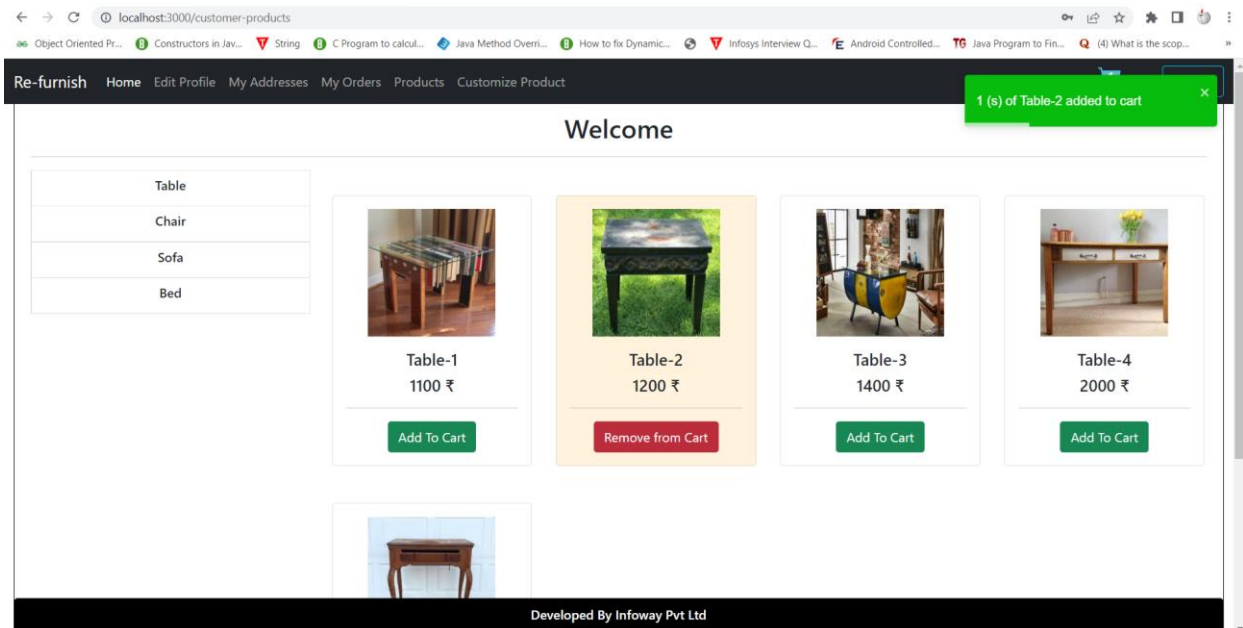 localhost:3000/customer-products
Object Oriented Pr... Constructors in Jav... String C Program to calcul... Java Method Overri... How to fix Dynamic... Infosys Interview Q... Android Controlled... TG Java Program to Fin... Q (4) What is the scop... »
Re-furnish Home Edit Profile My Addresses My Orders Products Customize Product
1 (s) of Table-2 added to cart ×
Welcome
Table
Chair
Sofa
Bed
Table-1 Table-2 Table-3 Table-4
1100 ₹ 1200 ₹ 1400 ₹ 2000 ₹
Add To Cart Remove from Cart Add To Cart Add To Cart
Developed By Infoway Pvt Ltd